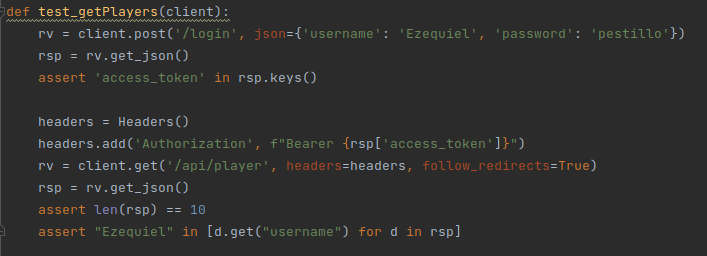 def test_getPlayers(client):
    rv = client.post('/login', json={'username': 'Ezequiel', 'password': 'pestillo'})
    rsp = rv.get_json()
    assert 'access_token' in rsp.keys()

    headers = Headers()
    headers.add('Authorization', f"Bearer {rsp['access_token']}")
    rv = client.get('/api/player', headers=headers, follow_redirects=True)
    rsp = rv.get_json()
    assert len(rsp) == 10
    assert "Ezequiel" in [d.get("username") for d in rsp]